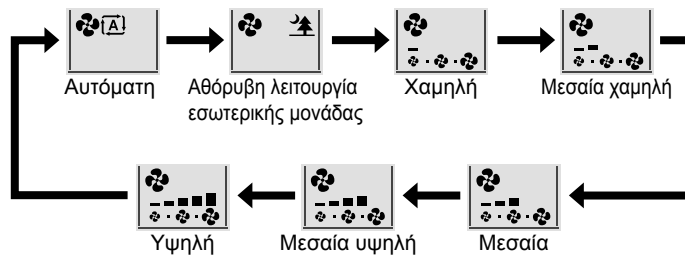 A
Αυτόματη
Αθόρυβη λειτουργία
εσωτερικής μονάδας
Χαμηλή
Μεσαία χαμηλή
Υψηλή
Μεσαία υψηλή
Μεσαία